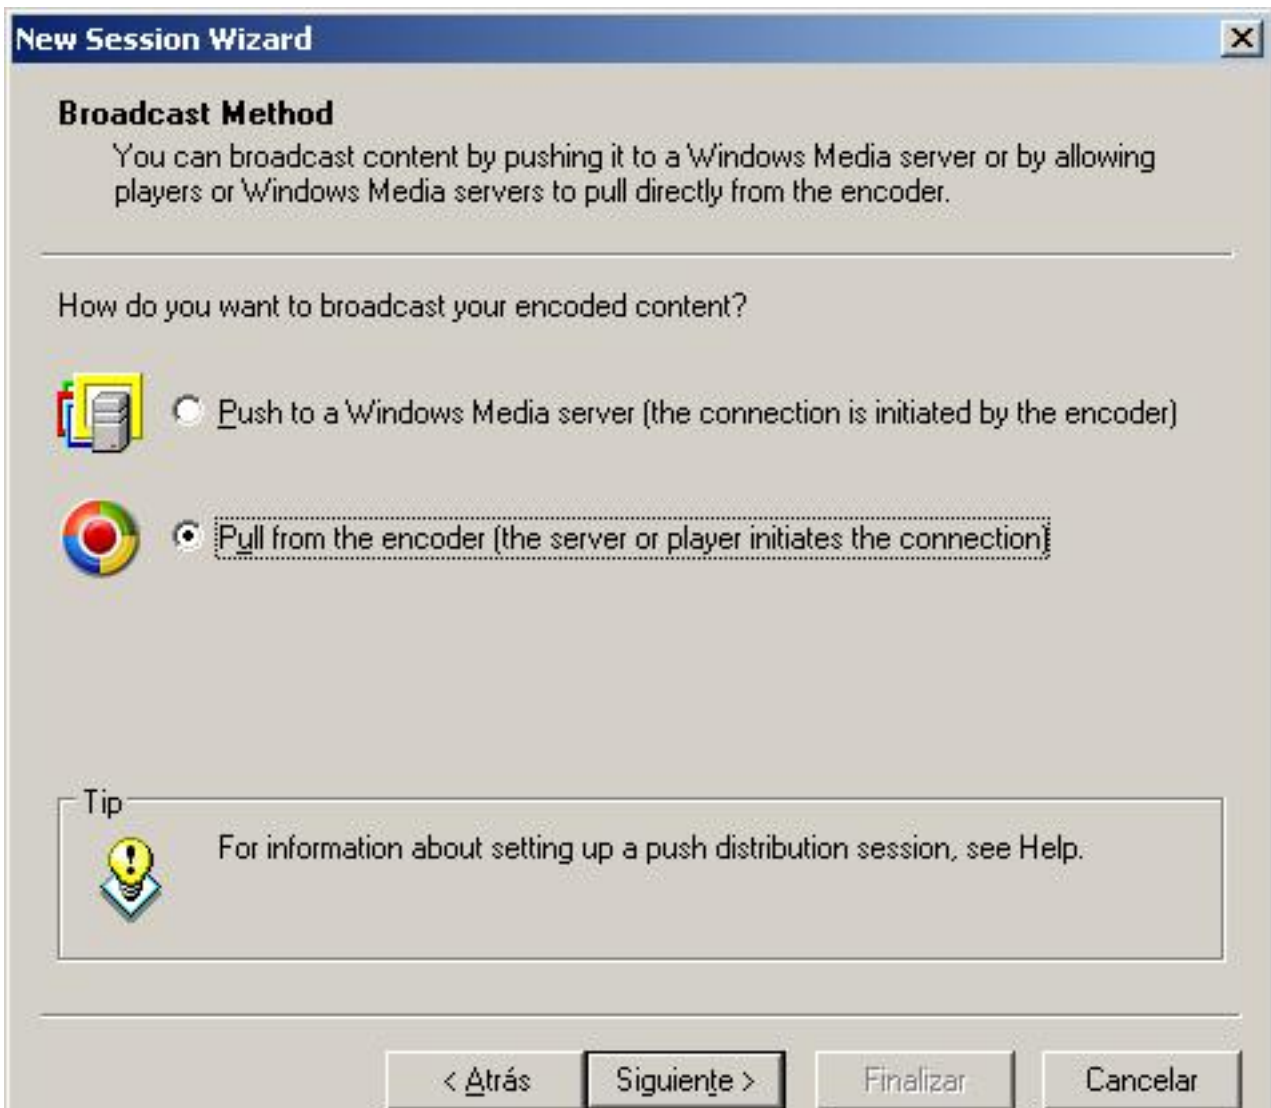 New Session Wizard
Broadcast Method
You can broadcast content by pushing it to a Windows Media server or by allowing
players or Windows Media servers to pull directly from the encoder.
How do you want to broadcast your encoded content?
Push to a Windows Media server (the connection is initiated by the encoder)
Pull from the encoder (the server or player initiates the connection)
Tip
For information about setting up a push distribution session, see Help.
< Atrás Siguiente > Finalizar Cancelar